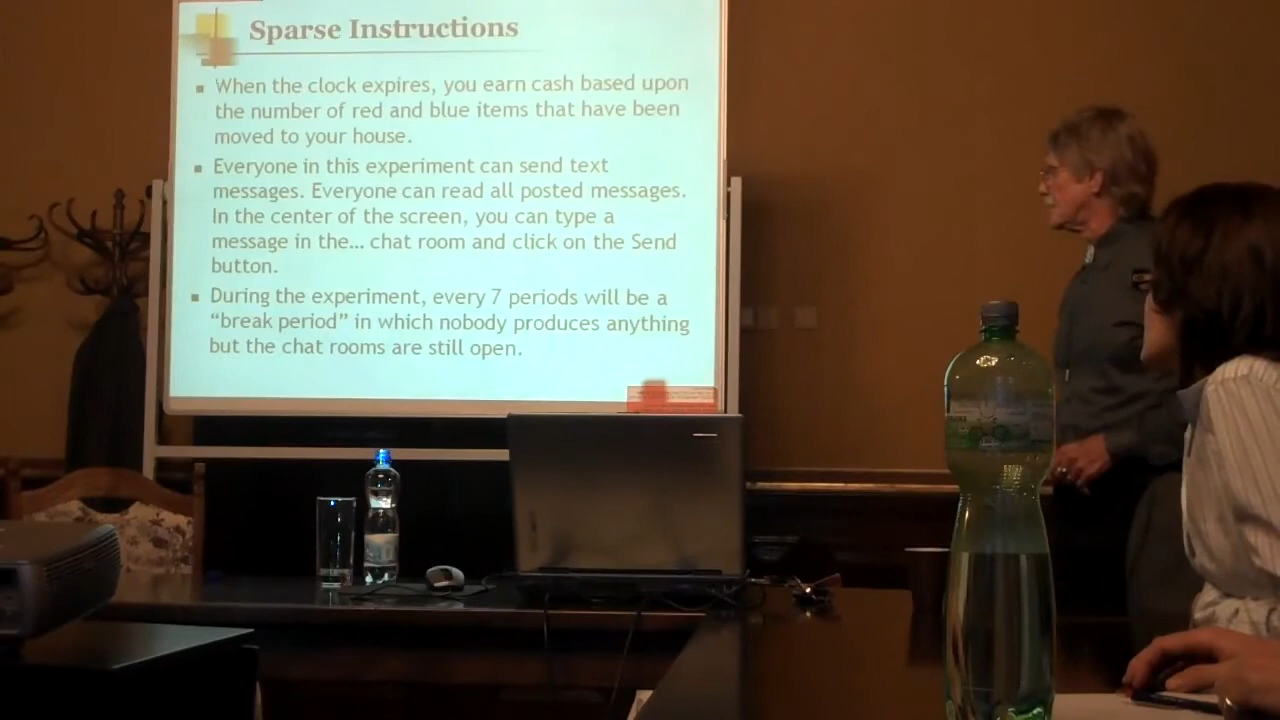 Sparse Instructions
When the clock expires, you earn cash based upon
the number of red and blue items that have been
moved to your house.
Everyone in this experiment can send text
messages. Everyone can read all posted messages.
In the center of the screen, you can type a
message in the… chat room and click on the Send
button.
During the experiment, every 7 periods will be a
“break period” in which nobody produces anything
but the chat rooms are still open.